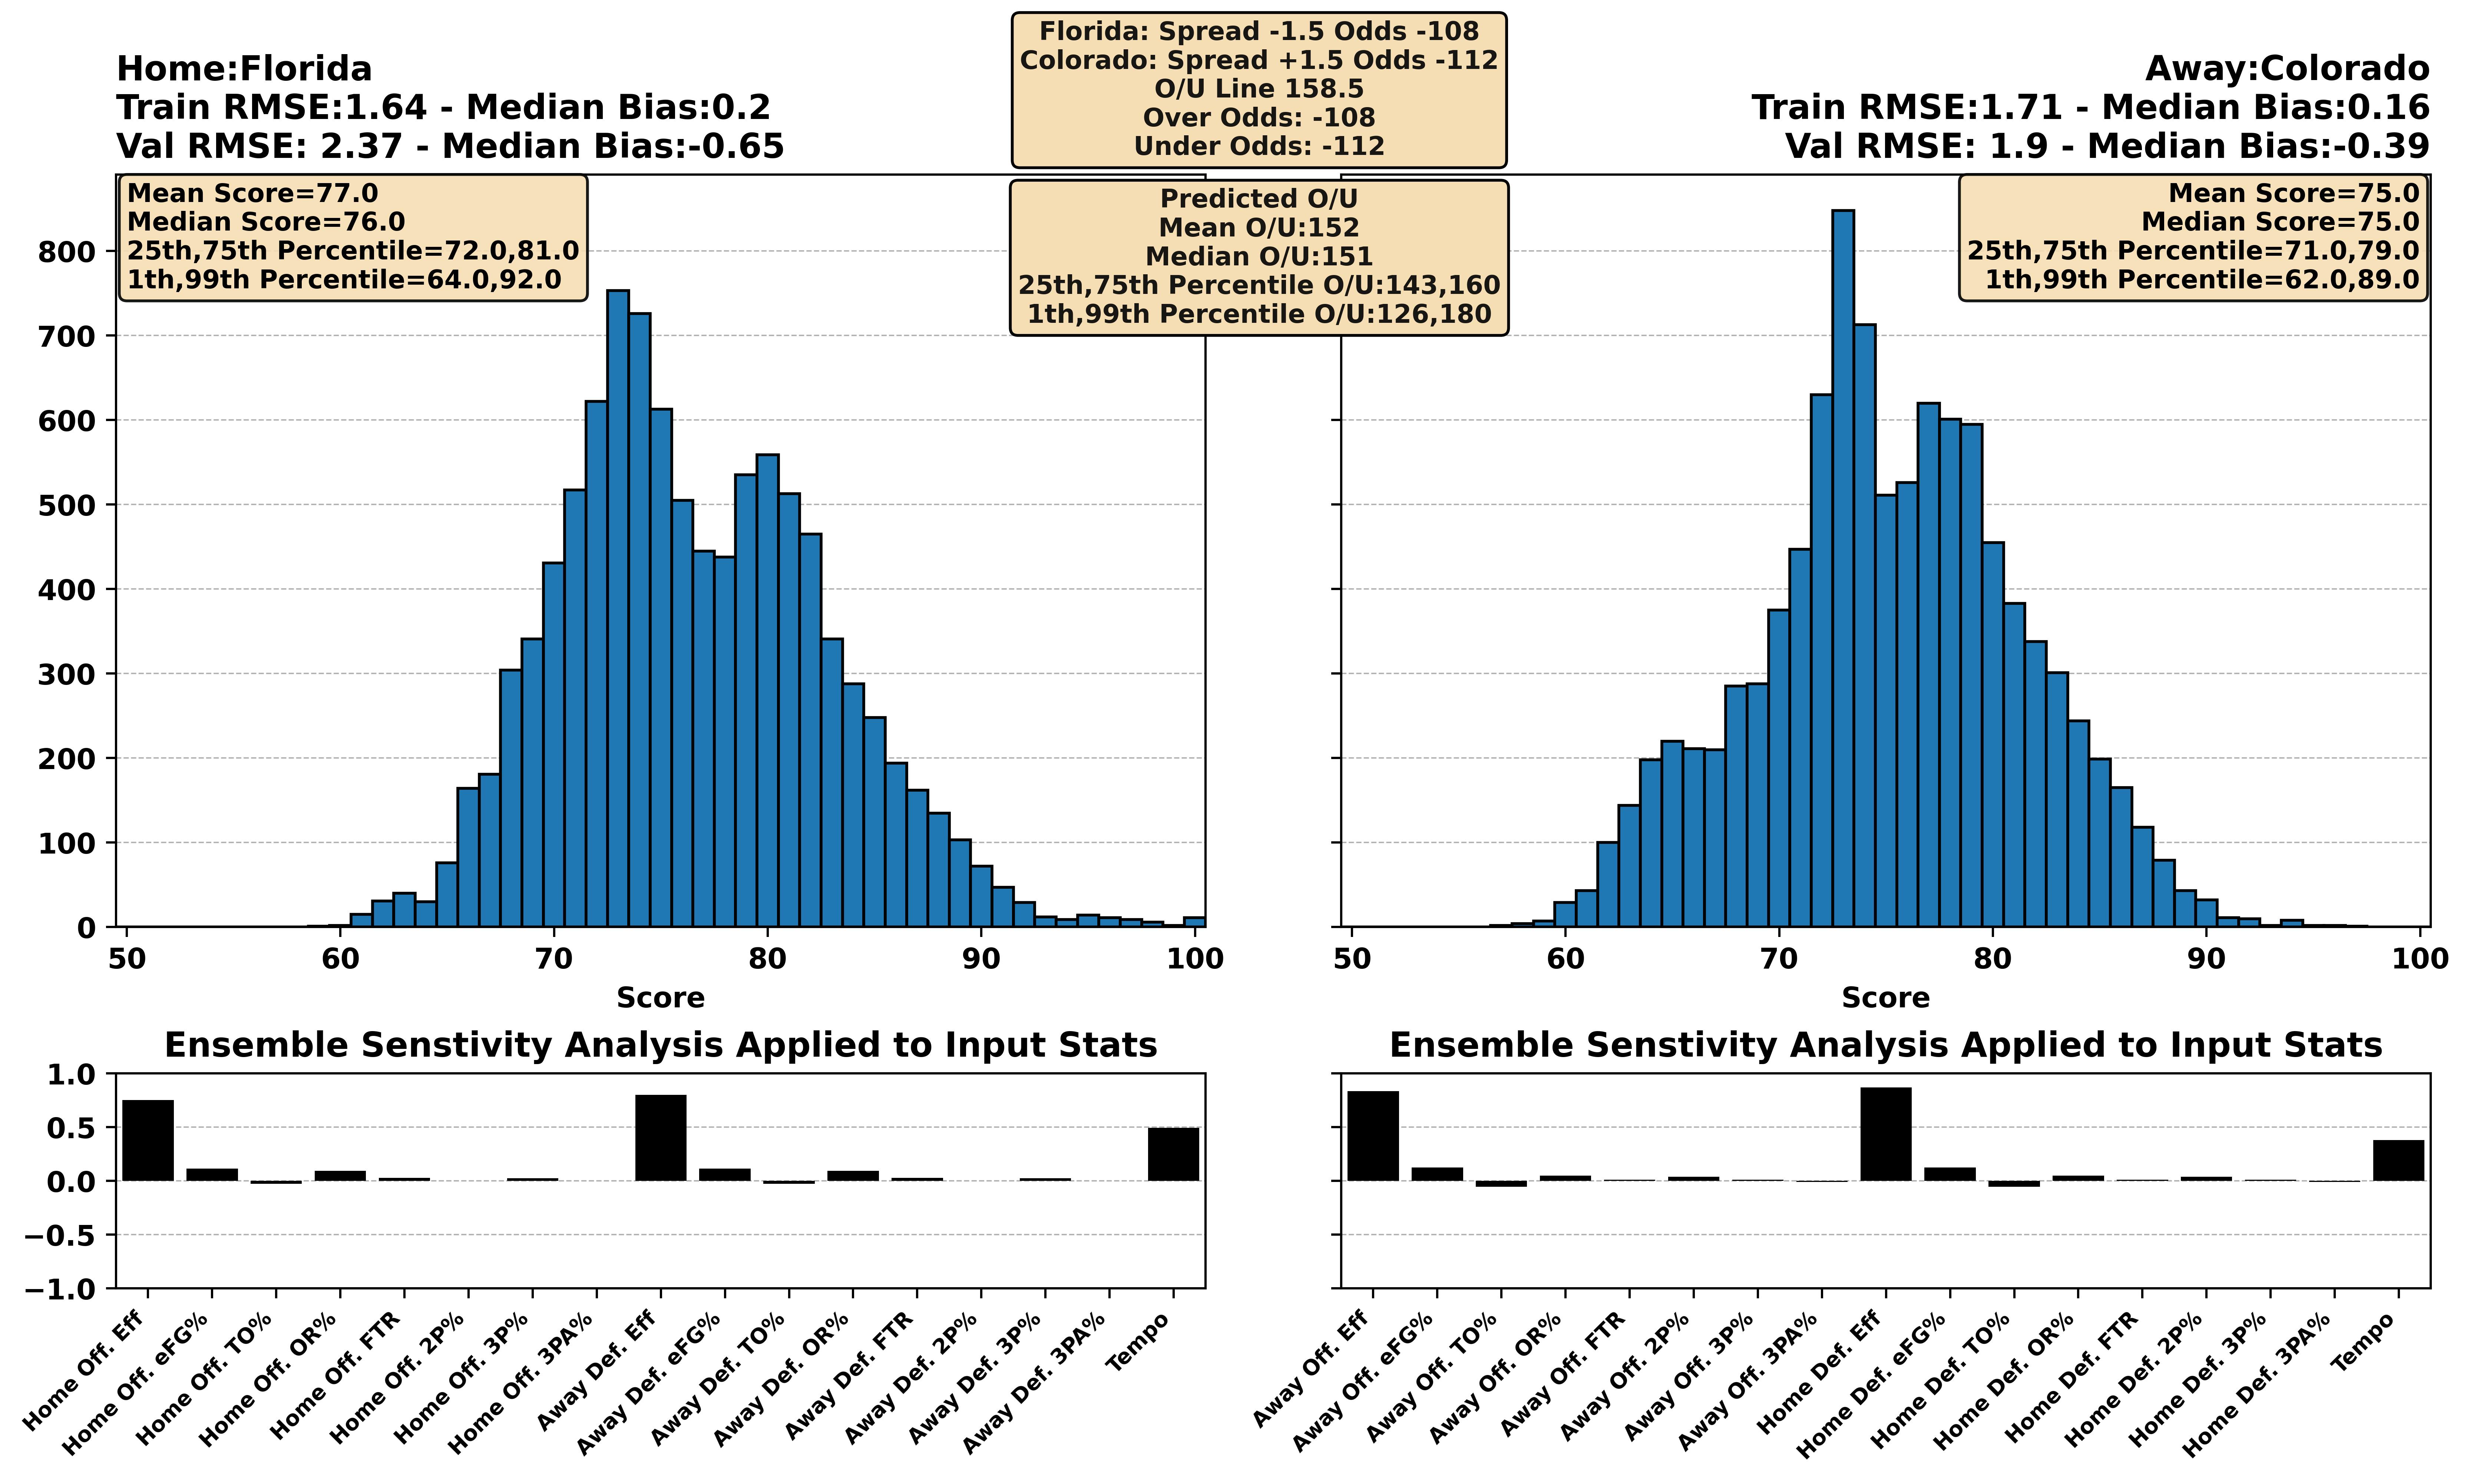 Florida: Spread -1.5 Odds -108
Colorado: Spread +1.5 Odds -112
O/U Line 158.5
Over Odds: -108
Under Odds: -112
Home:Florida
Train RMSE:1.64 - Median Bias:0.2
Val RMSE: 2.37 - Median Bias:-0.65
Away:Colorado
Train RMSE:1.71 - Median Bias:0.16
Val RMSE: 1.9 - Median Bias:-0.39
Mean Score=77.0
Median Score=76.0
25th,75th Percentile=72.0,81.0
1th,99th Percentile=64.0,92.0
Predicted O/U
Mean O/U:152
Median O/U:151
25th,75th Percentile O/U:143,160
1th,99th Percentile O/U:126,180
Mean Score=75.0
Median Score=75.0
25th,75th Percentile=71.0,79.0
1th,99th Percentile=62.0,89.0
800
700
600
500
400
300
200
100
0
50 60 70 80 90 100
Score
50 60 70 80 90 100
Score
Ensemble Senstivity Analysis Applied to Input Stats
1.0
0.5
0.0
−0.5
−1.0
Home Off. Eff
Home Off. eFG%
Home Off. TO%
Home Off. OR%
Home Off. FTR
Home Off. 2P%
Home Off. 3P%
Home Off. 3PA%
Away Def. Eff
Away Def. eFG%
Away Def. TO%
Away Def. OR%
Away Def. FTR
Away Def. 2P%
Away Def. 3P%
Away Def. 3PA%
Tempo
Ensemble Senstivity Analysis Applied to Input Stats
Away Off. Eff
Away Off. eFG%
Away Off. TO%
Away Off. OR%
Away Off. FTR
Away Off. 2P%
Away Off. 3P%
Away Off. 3PA%
Home Def. Eff
Home Def. eFG%
Home Def. TO%
Home Def. OR%
Home Def. FTR
Home Def. 2P%
Home Def. 3P%
Home Def. 3PA%
Tempo